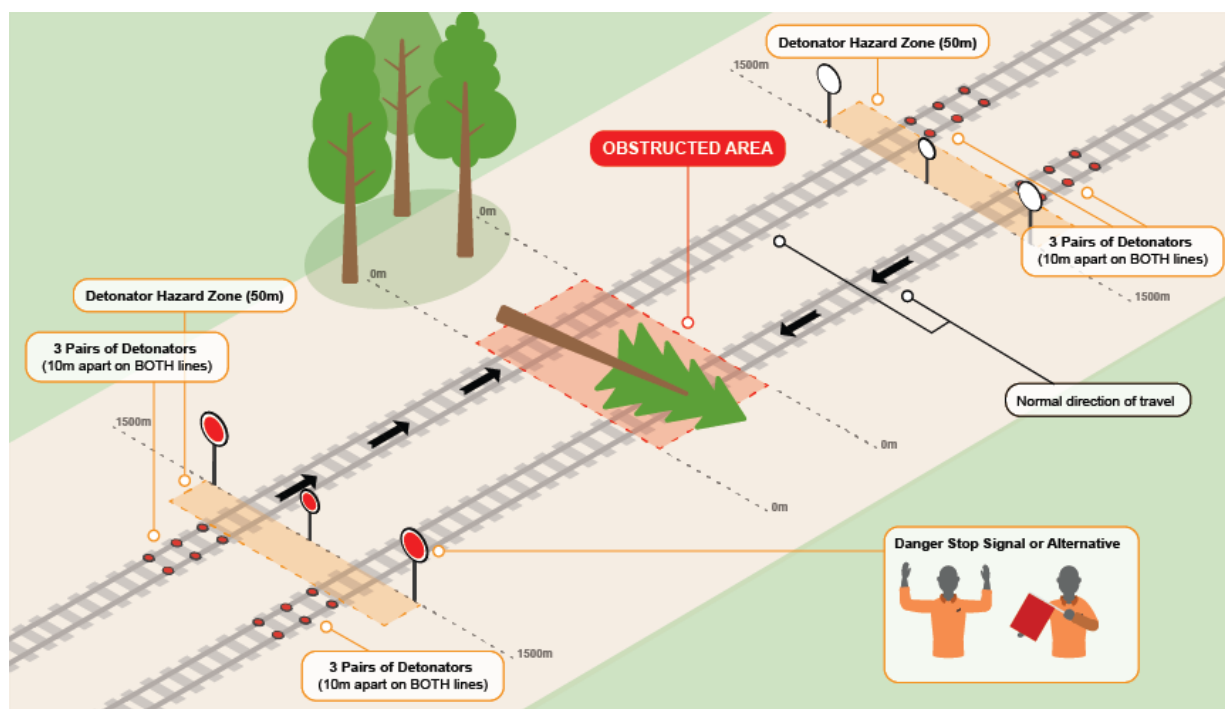 Detonator Hazard Zone (50m)
1500m
OBSTRUCTED AREA
0m
0m
3 Pairs of Detonators
(10m apart on BOTH lines)
1500m
Detonator Hazard Zone (50m)
3 Pairs of Detonators
(10m apart on BOTH lines)
1500m
Normal direction of travel
0m
0m
Danger Stop Signal or Alternative
1500m
3 Pairs of Detonators
(10m apart on BOTH lines)